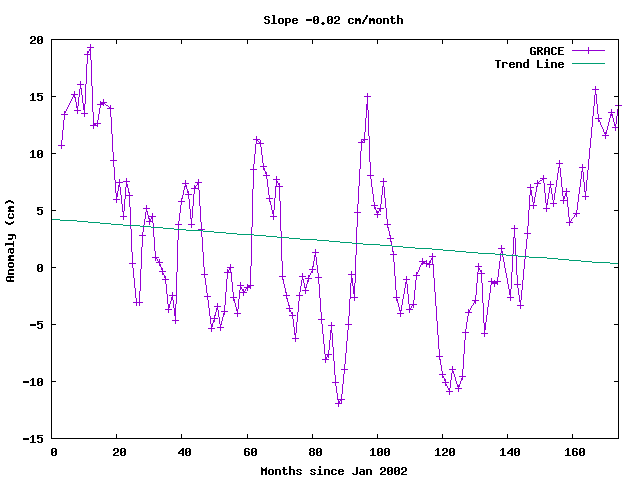 Slope -0.02 cm/month
GRACE
Trend Line
Anomaly (cm)
20
15
10
5
0
-5
-10
-15
0 20 40 60 80 100 120 140 160
Months since Jan 2002